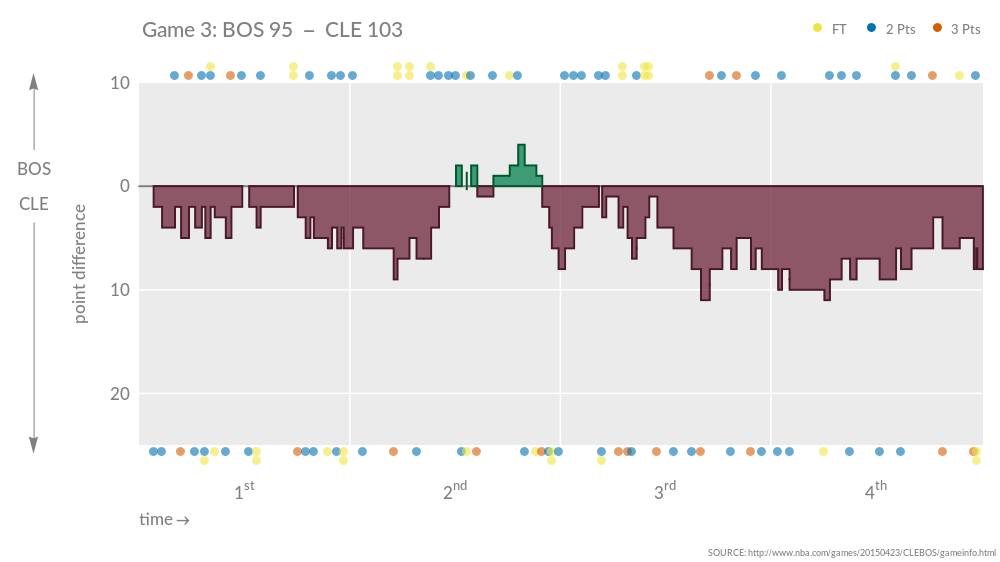 Game 3: BOS 95 – CLE 103
FT 2 Pts 3 Pts
10
BOS
0
CLE
point difference
10
20
1st 2nd 3rd 4th
time→
SOURCE: http://www.nba.com/games/20150423/CLEBOS/gameinfo.html